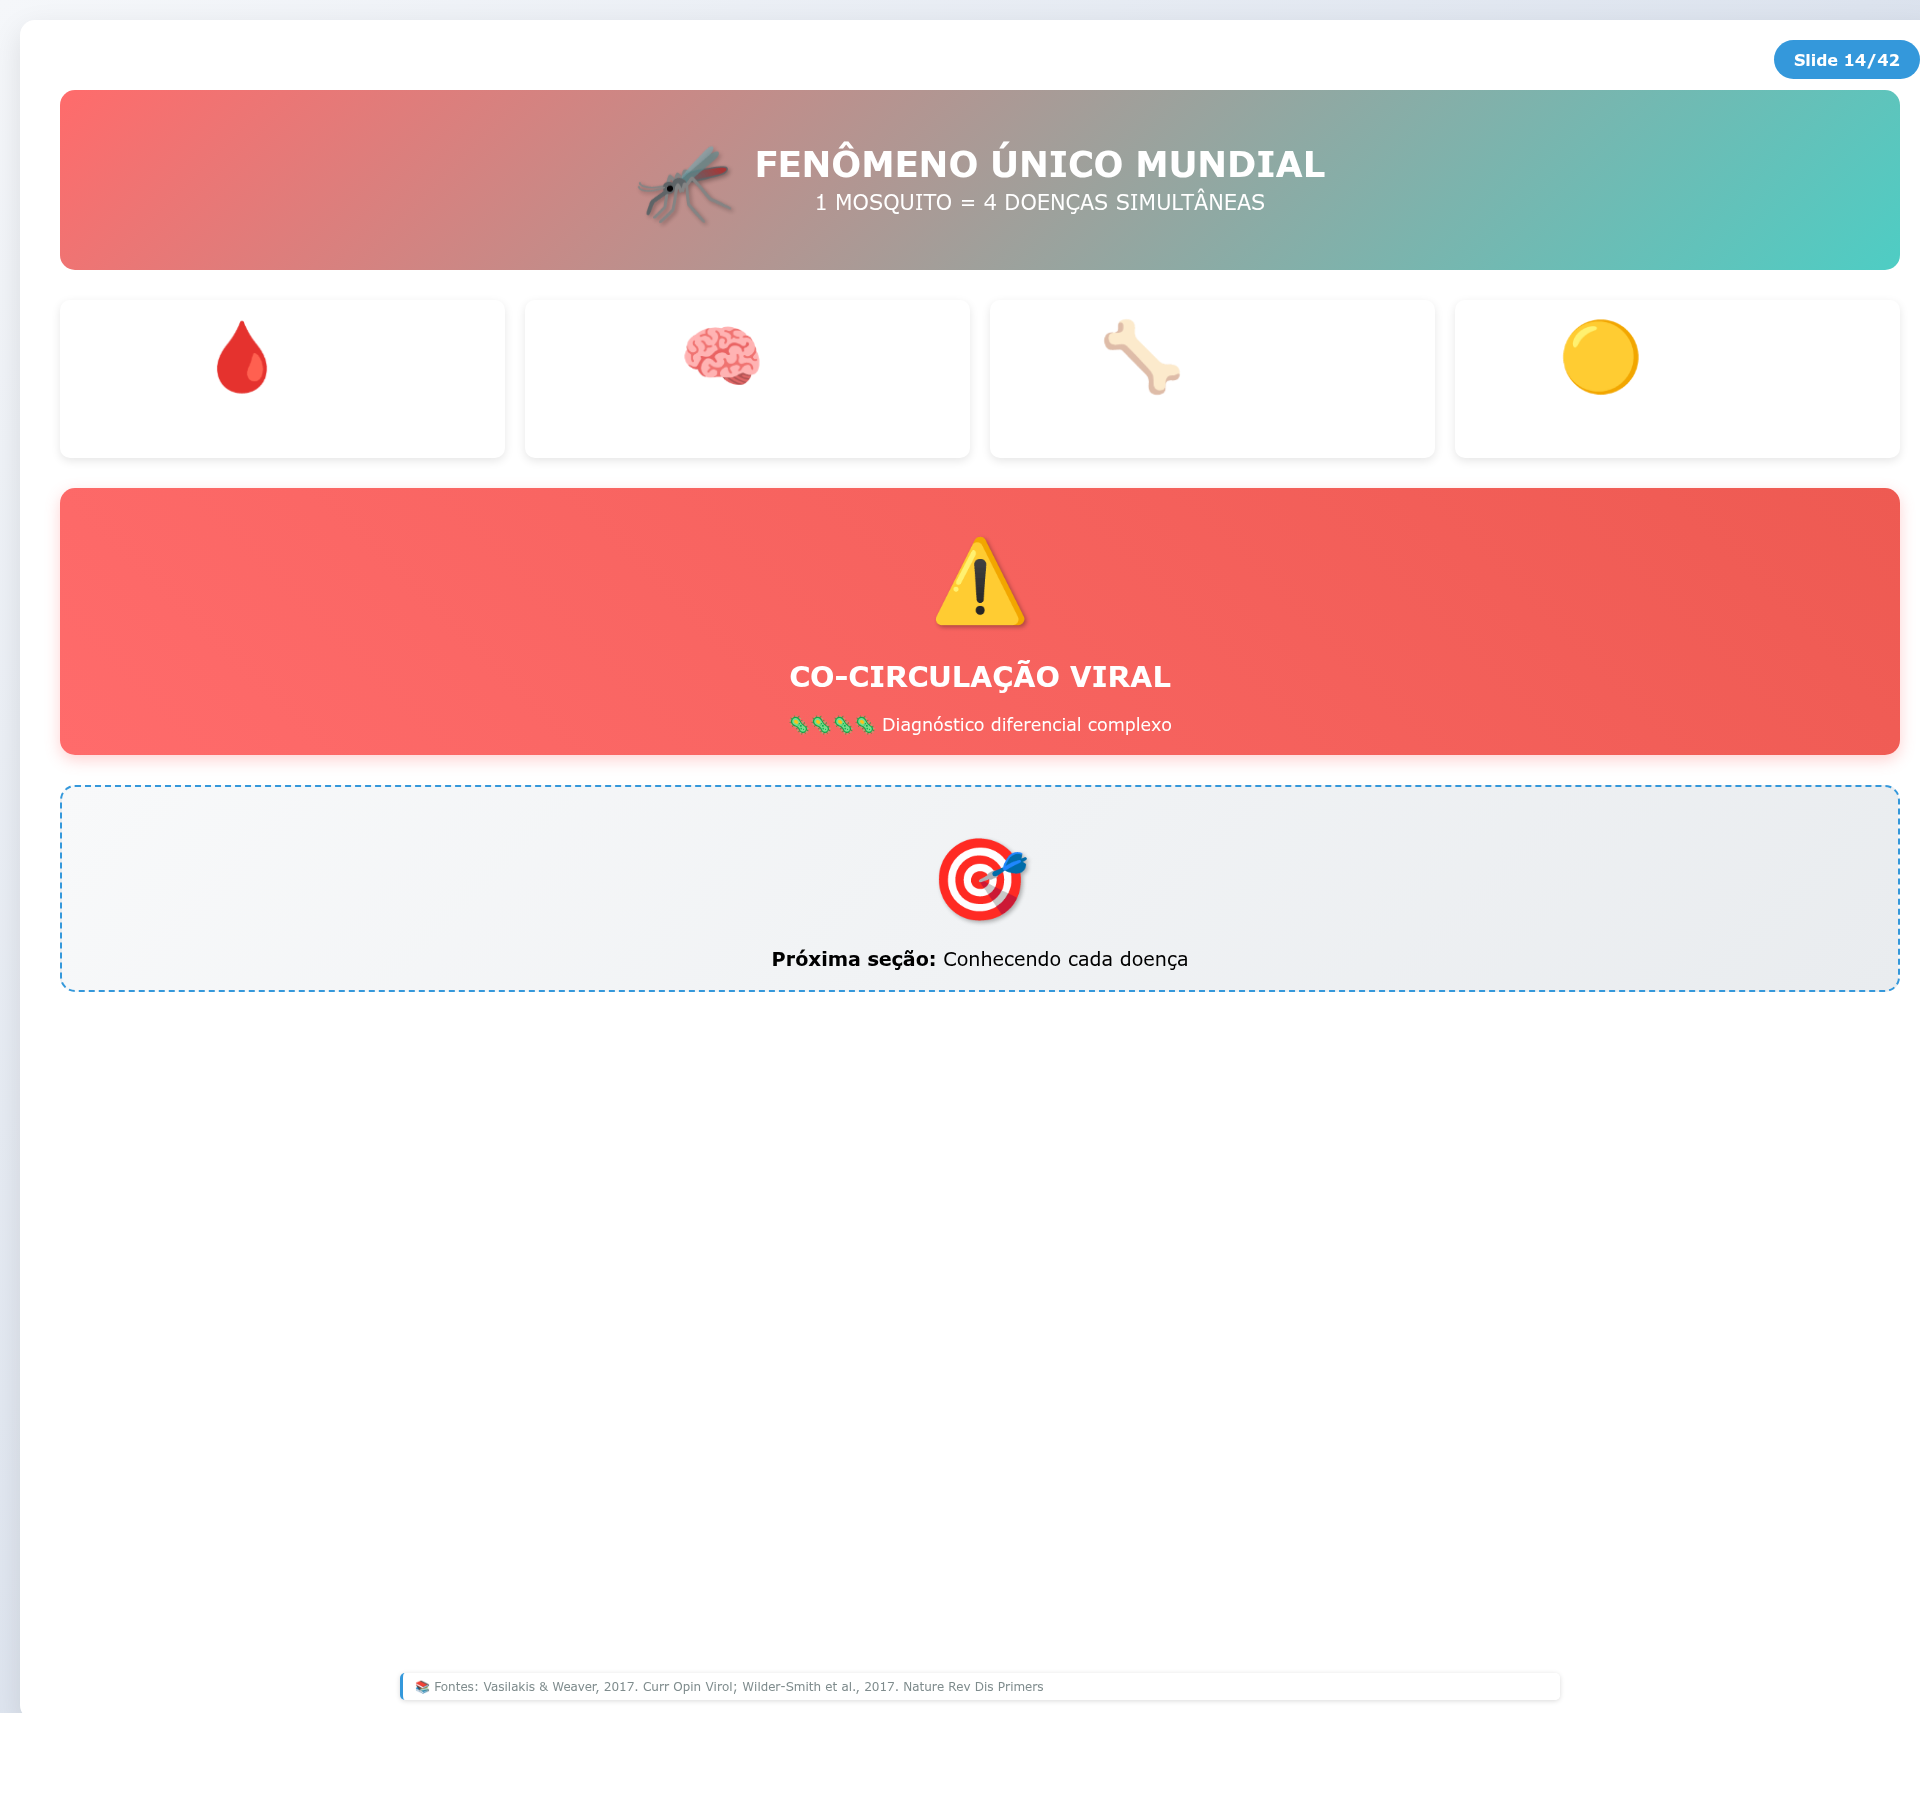 Slide 14/42
FENÔMENO ÚNICO MUNDIAL
1 MOSQUITO = 4 DOENÇAS SIMULTÂNEAS
CO-CIRCULAÇÃO VIRAL
🦠🦠🦠🦠 Diagnóstico diferencial complexo
Próxima seção: Conhecendo cada doença
📚 Fontes: Vasilakis & Weaver, 2017. Curr Opin Virol; Wilder-Smith et al., 2017. Nature Rev Dis Primers